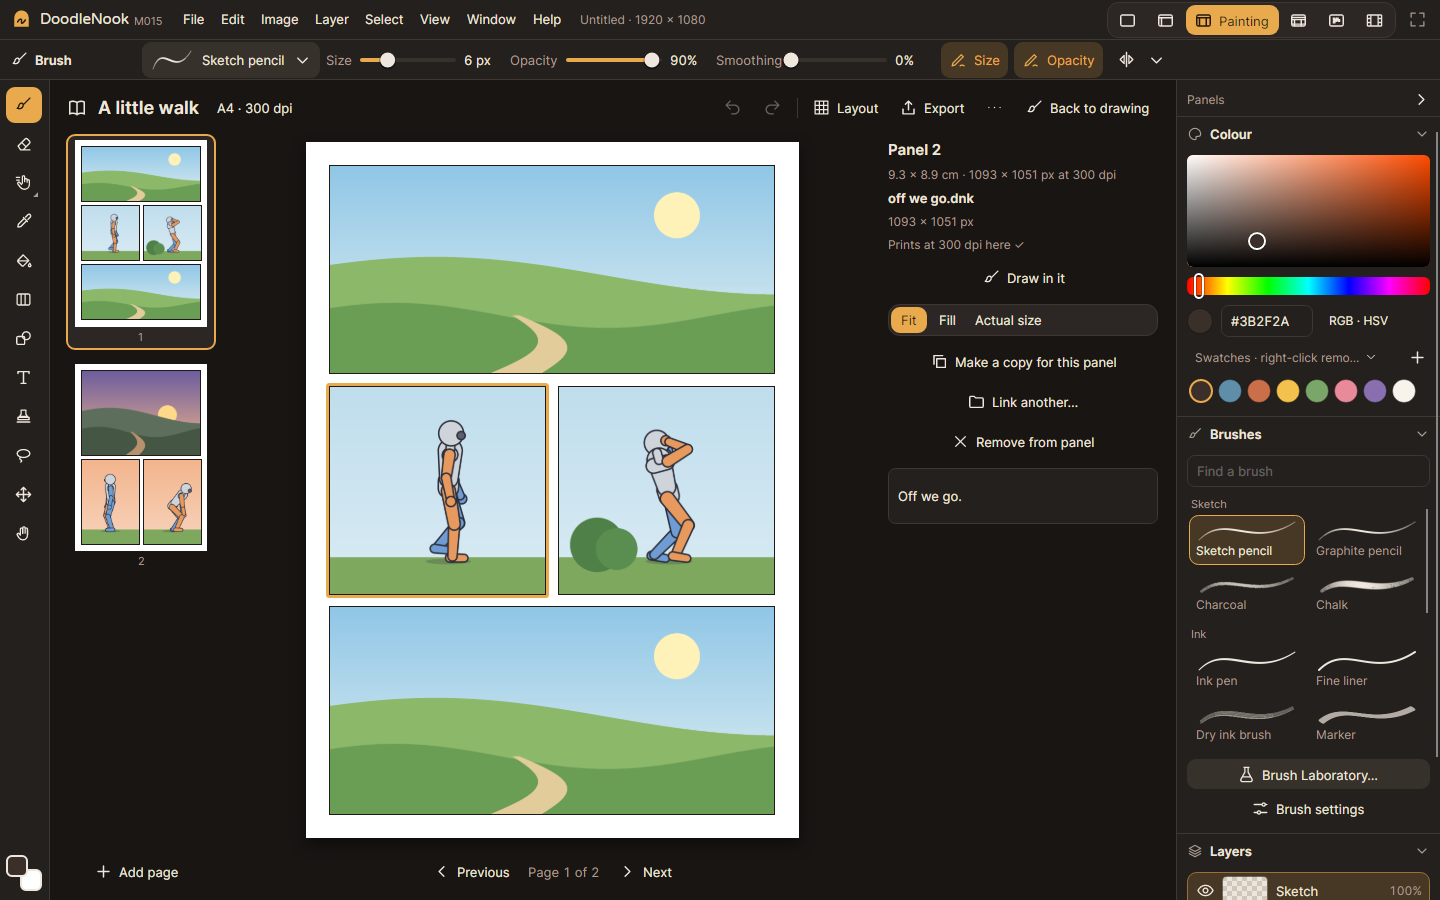 DoodleNook M015 File Edit Image Layer Select View Window Help Untitled · 1920 × 1080 Painting
Brush Sketch pencil Size 6 px Opacity 90% Smoothing 0% Size Opacity
A little walk A4 · 300 dpi Layout Export ··· Back to drawing
1
2
Add page
Previous Page 1 of 2 Next
Panel 2
9.3 × 8.9 cm · 1093 × 1051 px at 300 dpi
off we go.dnk
1093 × 1051 px
Prints at 300 dpi here ✓
Draw in it
Fit Fill Actual size
Make a copy for this panel
Link another...
Remove from panel
Off we go.
Panels
Colour
#3B2F2A RGB · HSV
Swatches · right-click remo...
Brushes
Find a brush
Sketch
Sketch pencil Graphite pencil
Charcoal Chalk
Ink
Ink pen Fine liner
Dry ink brush Marker
Brush Laboratory...
Brush settings
Layers
Sketch 100%